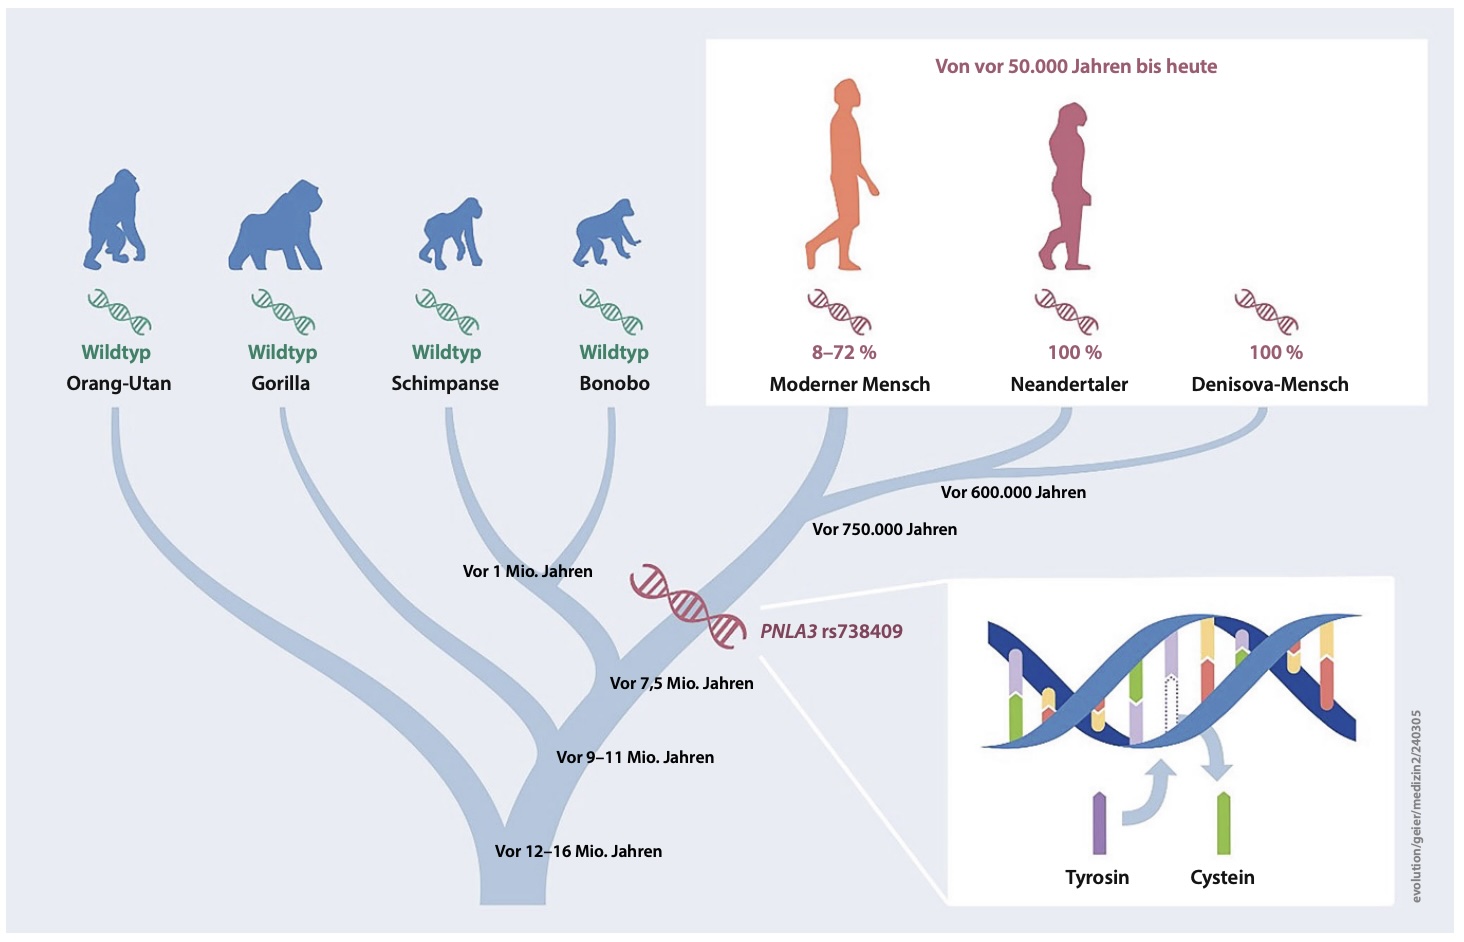 Von vor 50.000 Jahren bis heute
Wildtyp
Orang-Utan
Wildtyp
Gorilla
Wildtyp
Schimpanse
Wildtyp
Bonobo
8–72 %
Moderner Mensch
100 %
Neandertaler
100 %
Denisova-Mensch
Vor 600.000 Jahren
Vor 750.000 Jahren
Vor 1 Mio. Jahren
PNLA3 rs738409
Vor 7,5 Mio. Jahren
Vor 9–11 Mio. Jahren
Vor 12–16 Mio. Jahren
Tyrosin
Cystein
evolution/geier/medizin2/240305